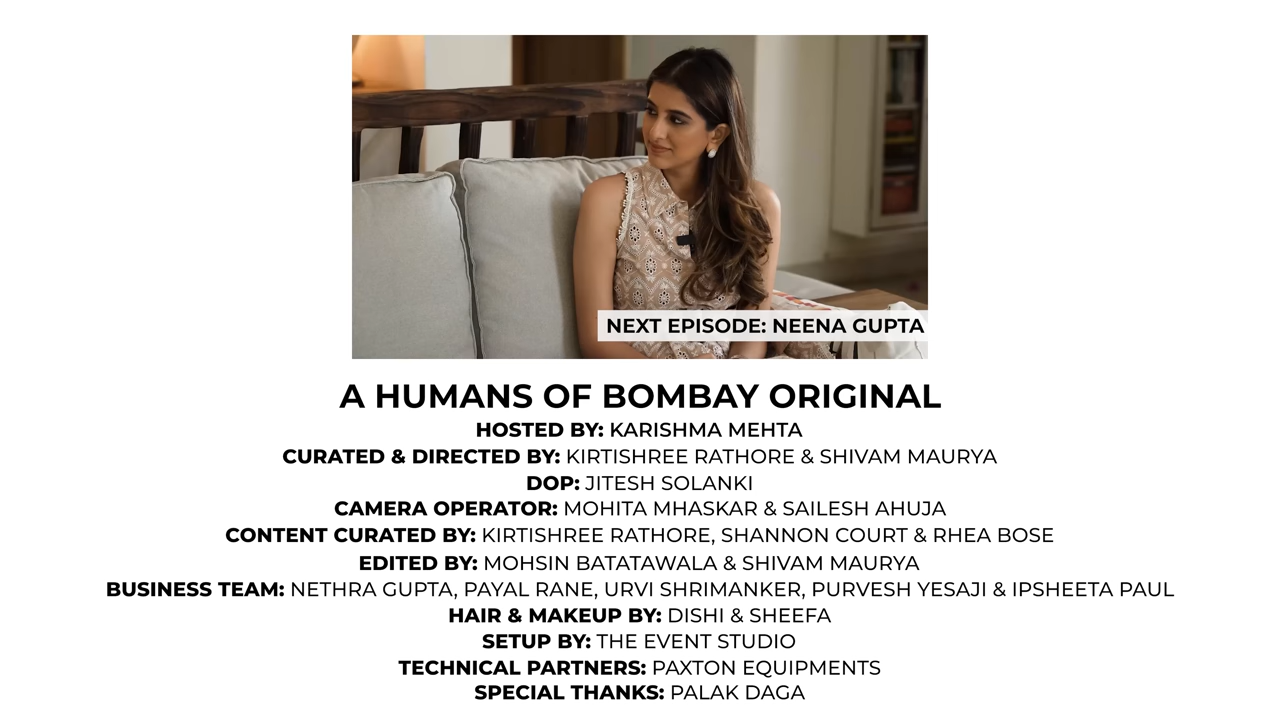 NEXT EPISODE: NEENA GUPTA
A HUMANS OF BOMBAY ORIGINAL
HOSTED BY: KARISHMA MEHTA
CURATED & DIRECTED BY: KIRTISHREE RATHORE & SHIVAM MAURYA
DOP: JITESH SOLANKI
CAMERA OPERATOR: MOHITA MHASKAR & SAILESH AHUJA
CONTENT CURATED BY: KIRTISHREE RATHORE, SHANNON COURT & RHEA BOSE
EDITED BY: MOHSIN BATATAWALA & SHIVAM MAURYA
BUSINESS TEAM: NETHRA GUPTA, PAYAL RANE, URVI SHRIMANKER, PURVESH YESAJI & IPSHEETA PAUL
HAIR & MAKEUP BY: DISHI & SHEEFA
SETUP BY: THE EVENT STUDIO
TECHNICAL PARTNERS: PAXTON EQUIPMENTS
SPECIAL THANKS: PALAK DAGA